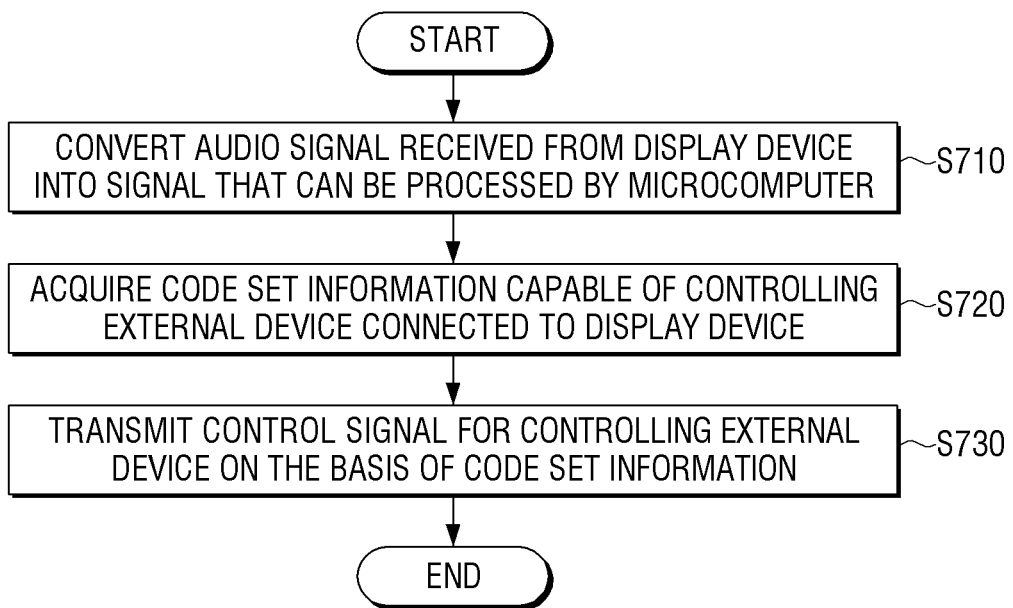 START
CONVERT AUDIO SIGNAL RECEIVED FROM DISPLAY DEVICE
INTO SIGNAL THAT CAN BE PROCESSED BY MICROCOMPUTER
S710
ACQUIRE CODE SET INFORMATION CAPABLE OF CONTROLLING
EXTERNAL DEVICE CONNECTED TO DISPLAY DEVICE
S720
TRANSMIT CONTROL SIGNAL FOR CONTROLLING EXTERNAL
DEVICE ON THE BASIS OF CODE SET INFORMATION
S730
END